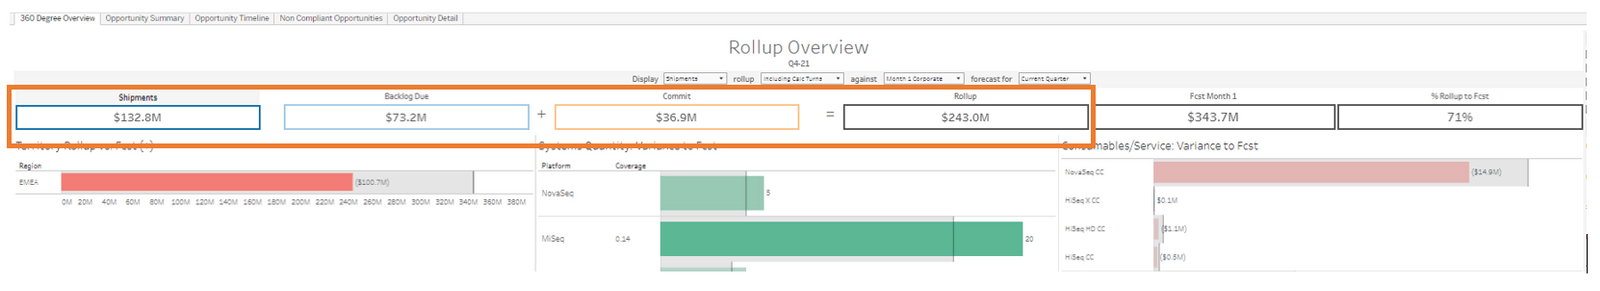 360 Degree Overview Opportunity Summary Opportunity Timeline Non Compliant Opportunities Opportunity Detail
Rollup Overview
Q4-21
Display Shipments rollup Including Calc Turns against Month 1 Corporate forecast for Current Quarter
Shipments Backlog Due Commit Rollup Fcst Month 1 % Rollup to Fcst
$132.8M $73.2M + $36.9M = $243.0M $343.7M 71%
Territory Rollup vs. Fcst (+) Systems Quantity: Variance to Fcst Consumables/Service: Variance to Fcst
Region Platform Coverage
EMEA ($100.7M)
0M 20M 40M 60M 80M 100M 120M 140M 160M 180M 200M 220M 240M 260M 280M 300M 320M 340M 360M 380M
NovaSeq 5
MiSeq 0.14 20
NovaSeq CC ($14.9M)
HiSeq X CC $0.1M
HiSeq HD CC ($1.1M)
HiSeq CC ($0.5M)